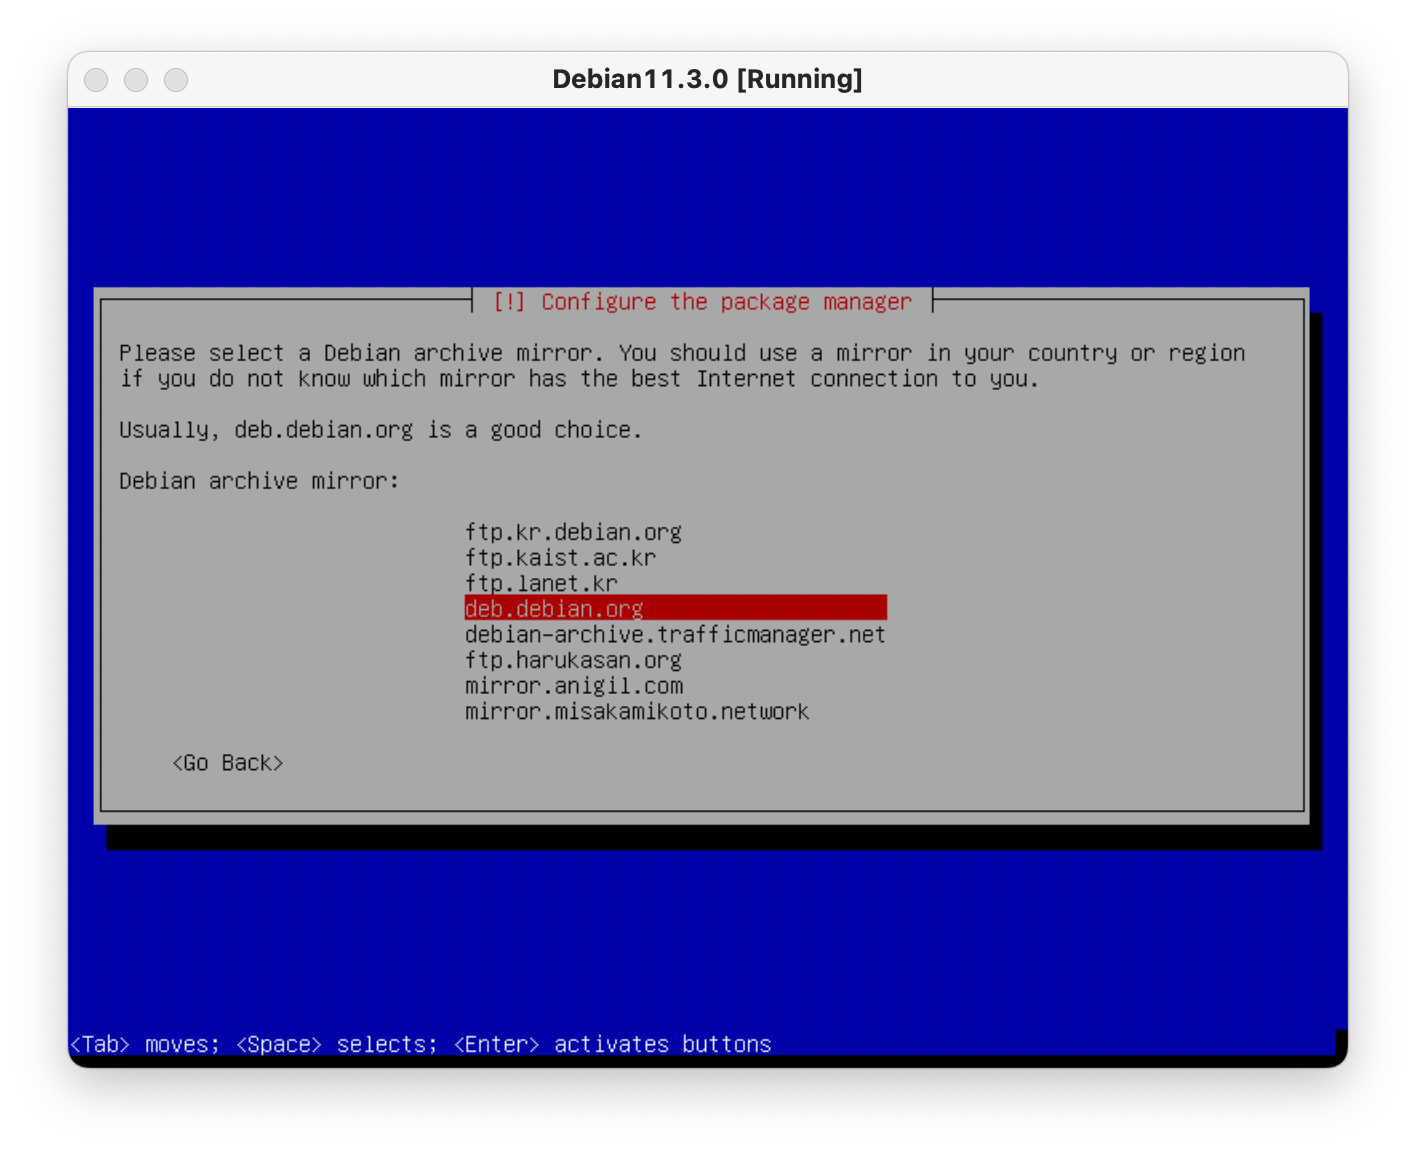 Debian11.3.0 [Running]
[!] Configure the package manager
Please select a Debian archive mirror. You should use a mirror in your country or region
if you do not know which mirror has the best Internet connection to you.
Usually, deb.debian.org is a good choice.
Debian archive mirror:
ftp.kr.debian.org
ftp.kaist.ac.kr
ftp.lanet.kr
deb.debian.org
debian-archive.trafficmanager.net
ftp.harukasan.org
mirror.anigil.com
mirror.misakamikoto.network
<Go Back>
<Tab> moves; <Space> selects; <Enter> activates buttons